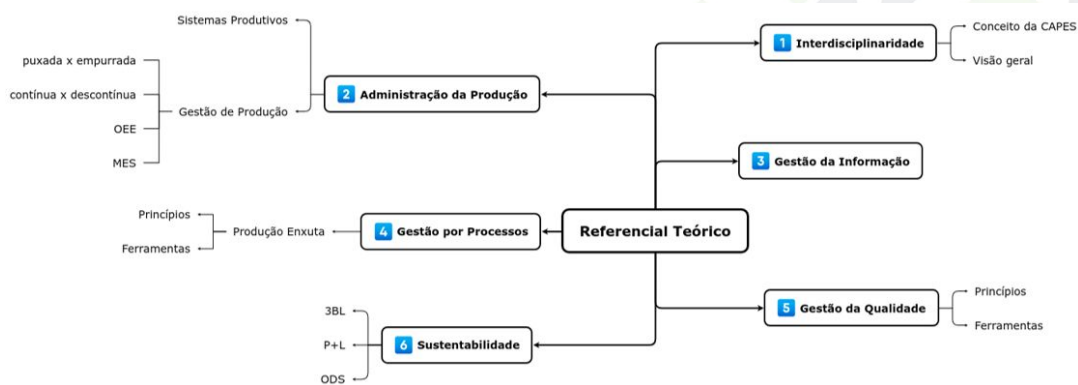 Referencial Teórico
1 Interdisciplinaridade
Conceito da CAPES
Visão geral
2 Administração da Produção
Sistemas Produtivos
Gestão de Produção
puxada x empurrada
contínua x descontínua
OEE
MES
3 Gestão da Informação
4 Gestão por Processos
Produção Enxuta
Princípios
Ferramentas
5 Gestão da Qualidade
Princípios
Ferramentas
6 Sustentabilidade
3BL
P+L
ODS